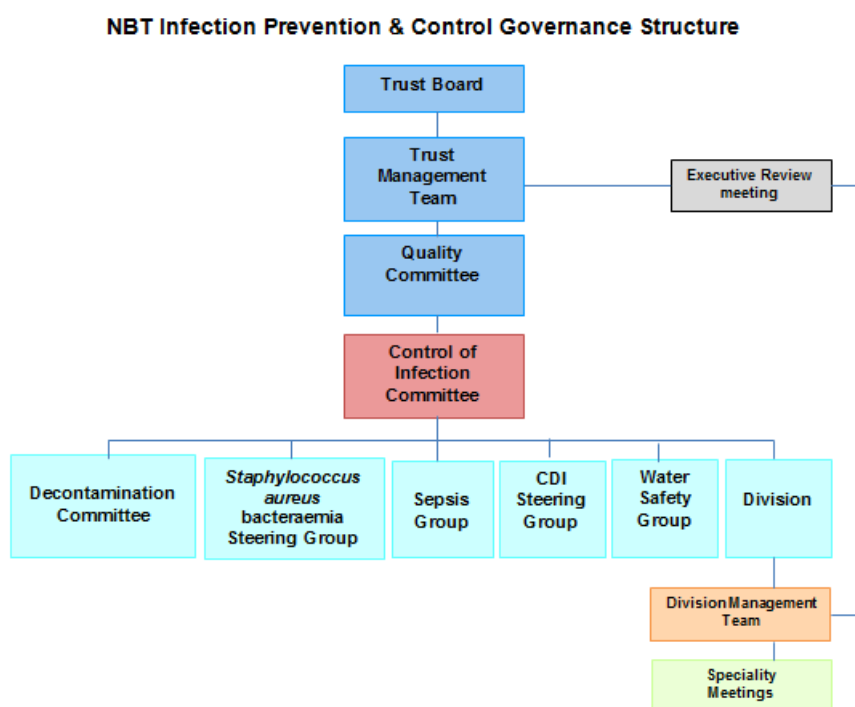 NBT Infection Prevention & Control Governance Structure
Trust Board
Trust
Management
Team
Executive Review
meeting
Quality
Committee
Control of
Infection
Committee
Decontamination
Committee
Staphylococcus
aureus
bacteraemia
Steering Group
Sepsis
Group
CDI
Steering
Group
Water
Safety
Group
Division
Division Management
Team
Speciality
Meetings